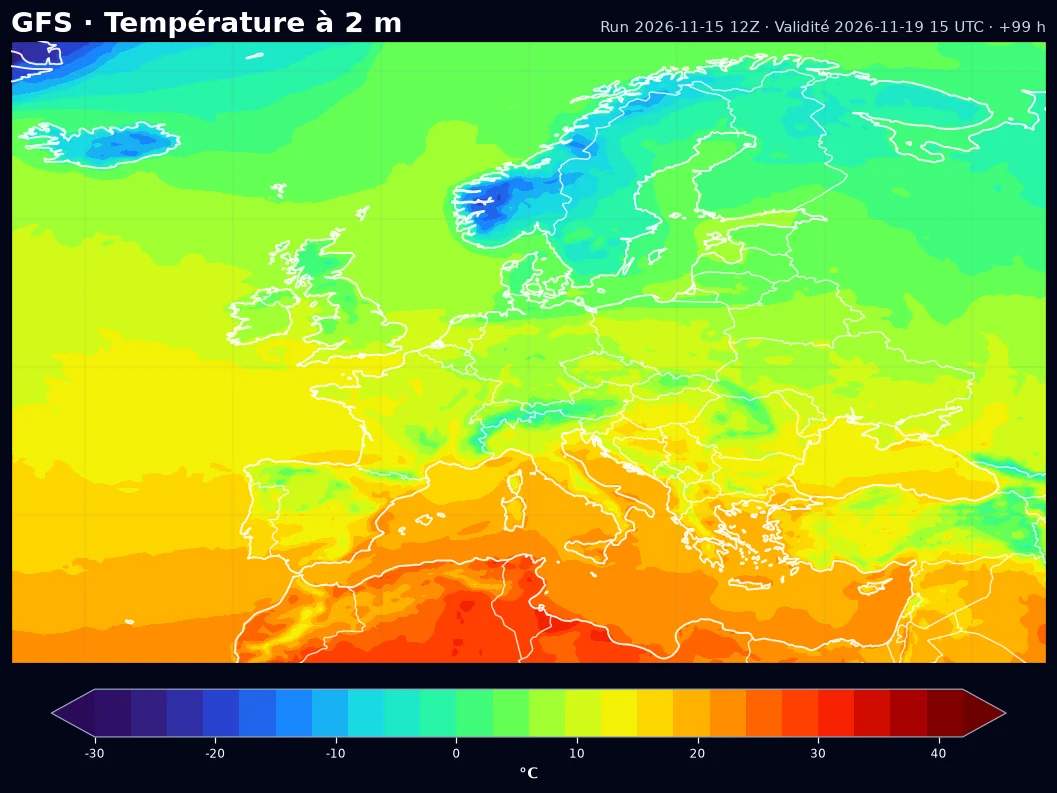 GFS · Température à 2 m
Run 2026-11-15 12Z · Validité 2026-11-19 15 UTC · +99 h
-30 -20 -10 0 10 20 30 40
°C